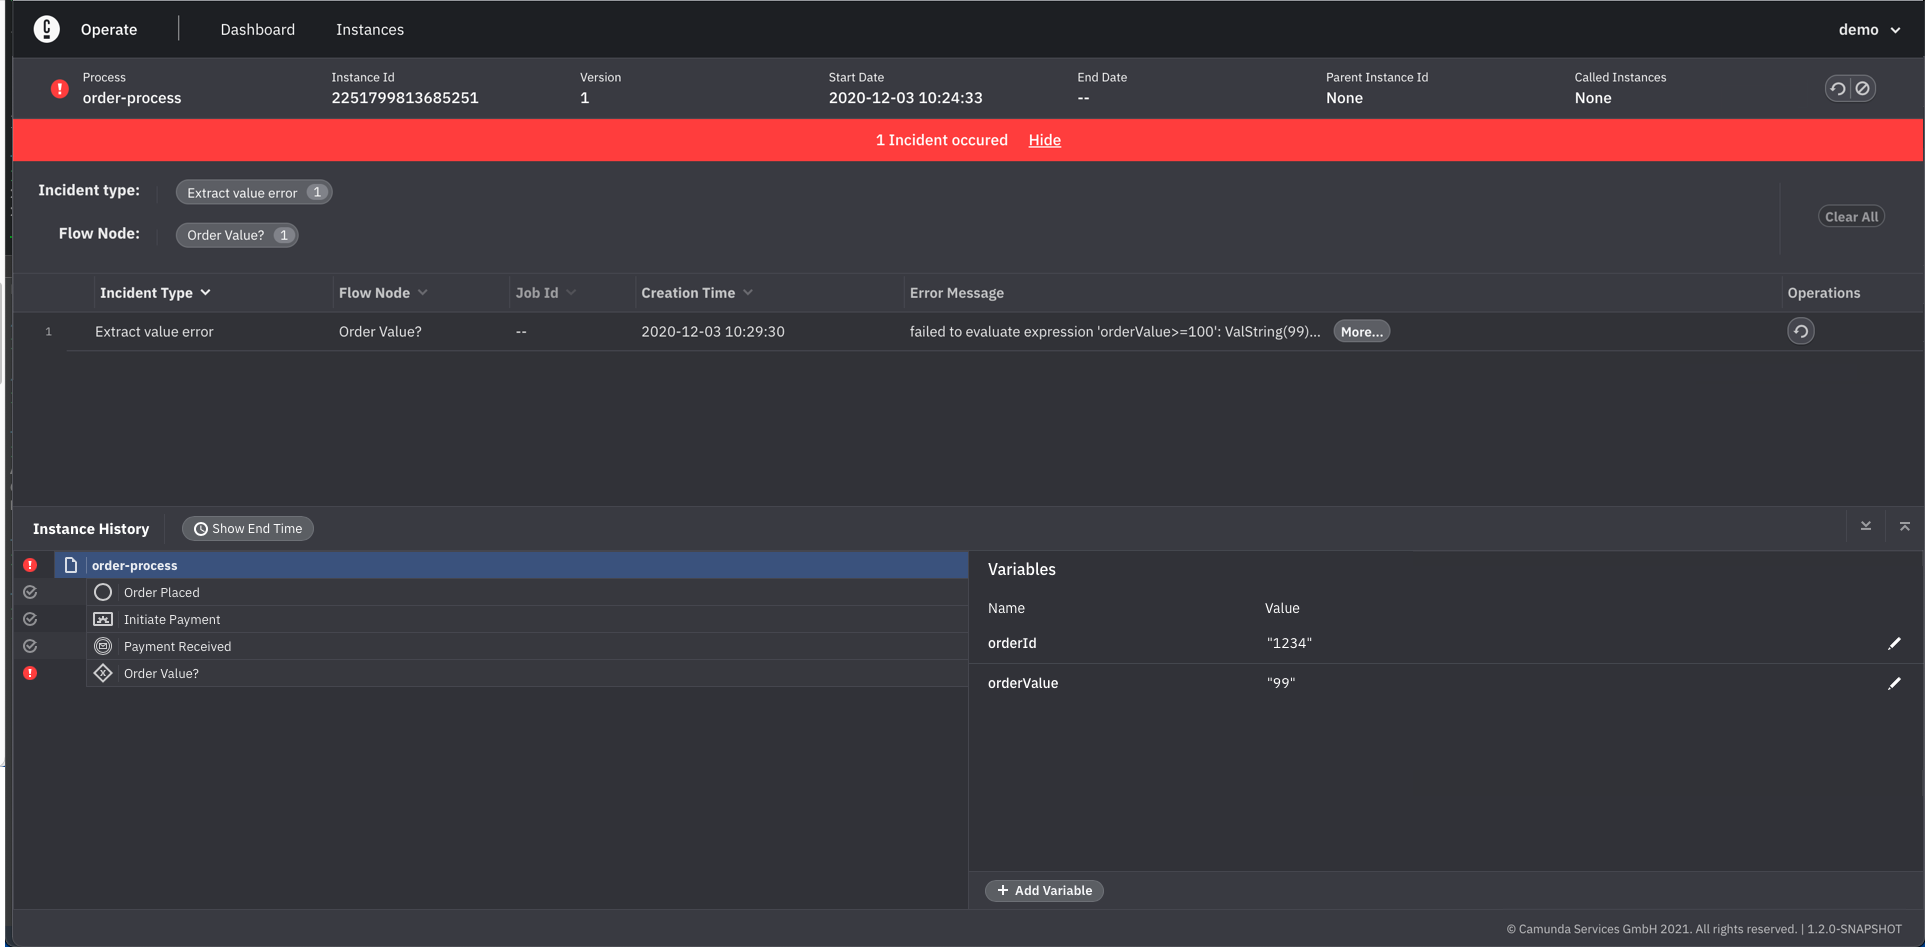 Operate Dashboard Instances demo
Process Instance Id Version Start Date End Date Parent Instance Id Called Instances
order-process 2251799813685251 1 2020-12-03 10:24:33 -- None None
1 Incident occured Hide
Incident type: Extract value error 1
Flow Node: Order Value? 1
Clear All
Incident Type Flow Node Job Id Creation Time Error Message Operations
1 Extract value error Order Value? -- 2020-12-03 10:29:30 failed to evaluate expression 'orderValue>=100': ValString(99)... More...
Instance History Show End Time
order-process
Order Placed
Initiate Payment
Payment Received
Order Value?
Variables
Name Value
orderId "1234"
orderValue "99"
+ Add Variable
© Camunda Services GmbH 2021. All rights reserved. | 1.2.0-SNAPSHOT